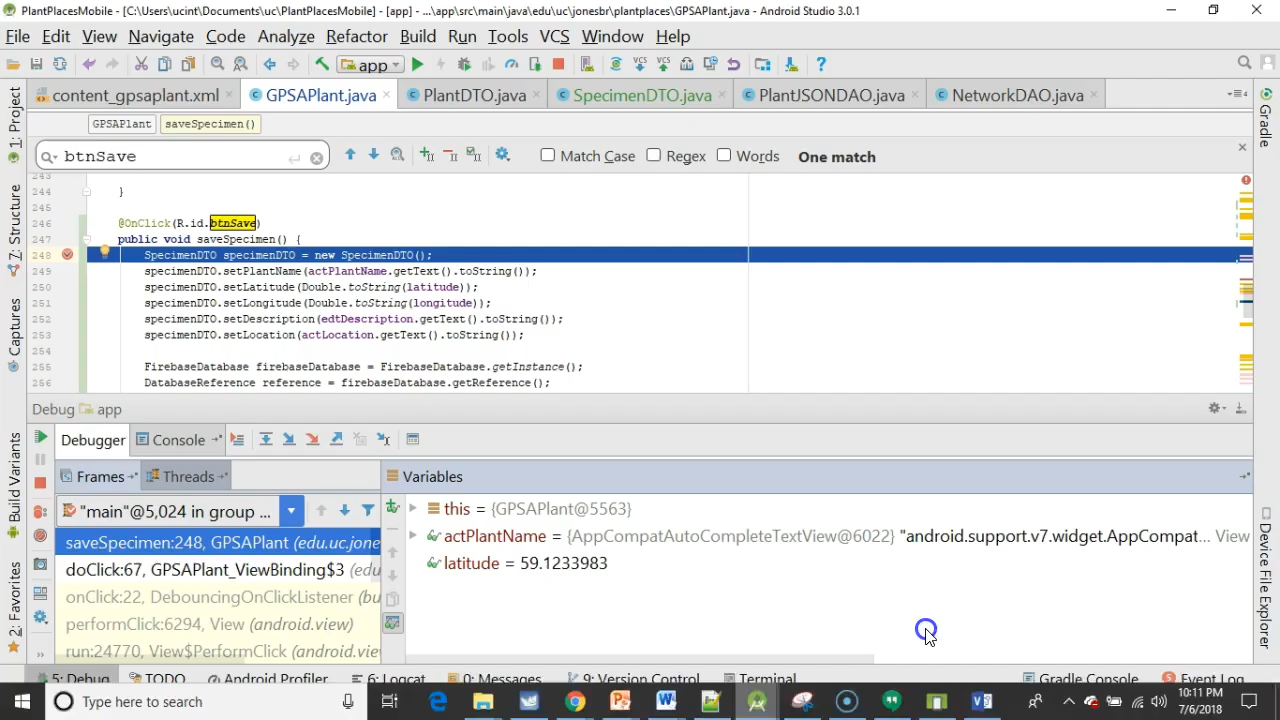 PlantPlacesMobile [C:\Users\ucint\Documents\uc\jonesbr\PlantPlacesMobile] - [app] - ...\app\src\main\java\edu\uc\jonesbr\plantplaces\GPSAPlant.java - Android Studio 3.0.1
File Edit View Navigate Code Analyze Refactor Build Run Tools VCS Window Help
app
content_gpsaplant.xml GPSAPlant.java PlantDTO.java SpecimenDTO.java PlantJSONDAO.java NetworkDAO.java
GPSAPlant saveSpecimen()
btnSave Match Case Regex Words One match
243
244 }
245
246 @OnClick(R.id.btnSave)
247 public void saveSpecimen() {
248 SpecimenDTO specimenDTO = new SpecimenDTO();
249 specimenDTO.setPlantName(actPlantName.getText().toString());
250 specimenDTO.setLatitude(Double.toString(latitude));
251 specimenDTO.setLongitude(Double.toString(longitude));
252 specimenDTO.setDescription(edtDescription.getText().toString());
253 specimenDTO.setLocation(actLocation.getText().toString());
254
255 FirebaseDatabase firebaseDatabase = FirebaseDatabase.getInstance();
256 DatabaseReference reference = firebaseDatabase.getReference();
Debug app
Debugger Console
Frames Threads Variables
"main"@5,024 in group ...
saveSpecimen:248, GPSAPlant (edu.uc.jone
doClick:67, GPSAPlant_ViewBinding$3 (edu
onClick:22, DebouncingOnClickListener (bu
performClick:6294, View (android.view)
run:24770, View$PerformClick (android.vie
this = {GPSAPlant@5563}
actPlantName = {AppCompatAutoCompleteTextView@6022} "android.support.v7.widget.AppCompat... View
latitude = 59.1233983
1: Project
7: Structure
Captures
Build Variants
2: Favorites
Gradle
Device File Explorer
5: Debug TODO Android Profiler 6: Logcat 0: Messages 9: Version Control Terminal Gradle Console Event Log
Type here to search
10:11 PM
7/6/2018